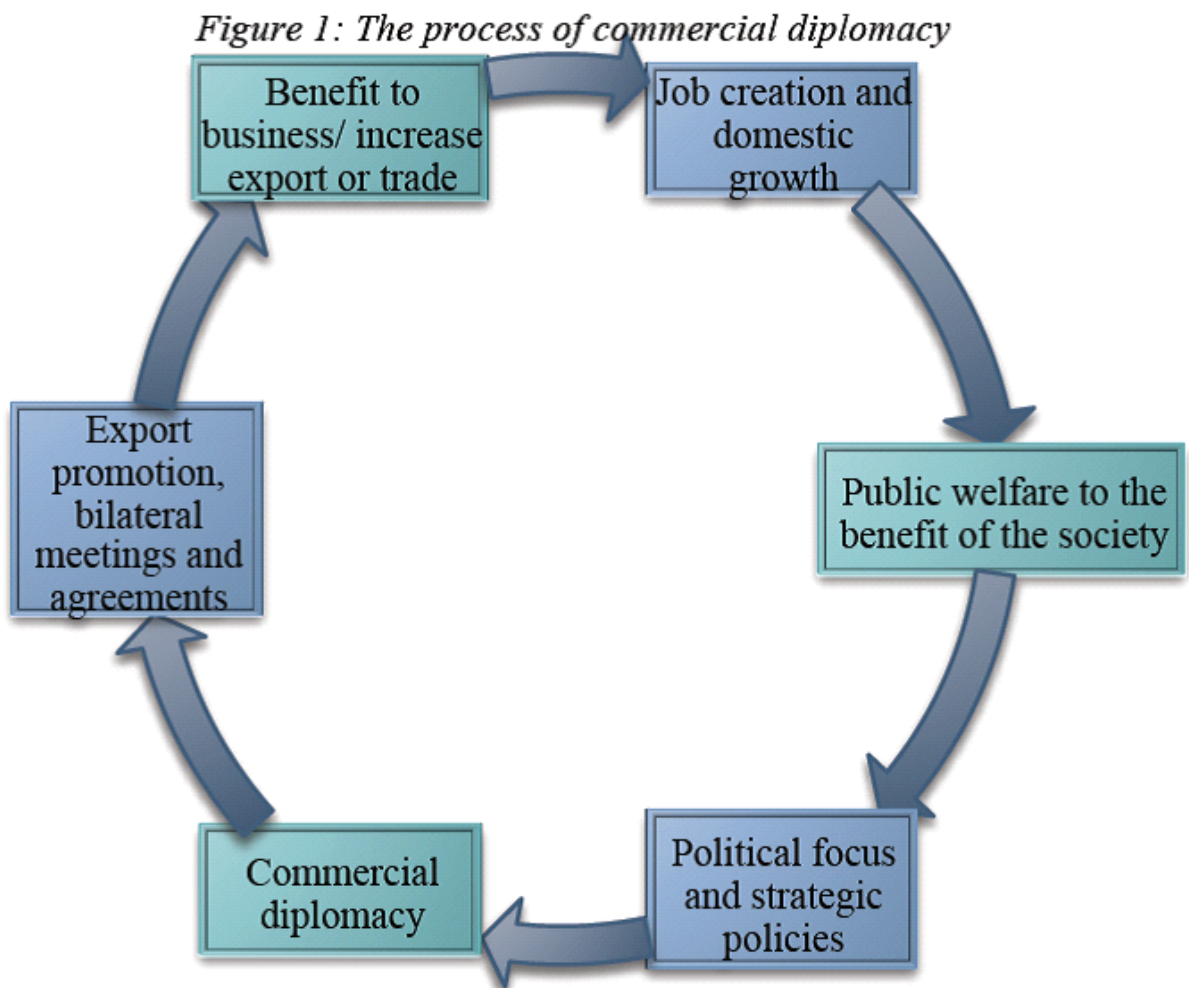 Figure 1: The process of commercial diplomacy
Benefit to
business/ increase
export or trade
Job creation and
domestic
growth
Public welfare to the
benefit of the society
Political focus
and strategic
policies
Commercial
diplomacy
Export
promotion,
bilateral
meetings and
agreements